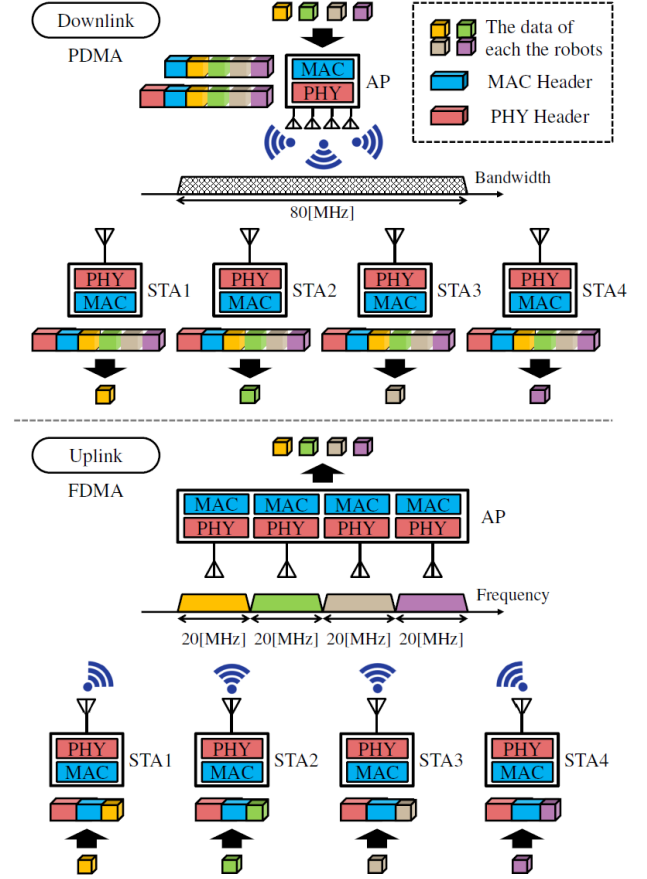 Downlink
PDMA
MAC
PHY
AP
The data of
each the robots
MAC Header
PHY Header
Bandwidth
80[MHz]
PHY
MAC
STA1
PHY
MAC
STA2
PHY
MAC
STA3
PHY
MAC
STA4
Uplink
FDMA
MAC MAC MAC MAC
PHY PHY PHY PHY
AP
Frequency
20[MHz] 20[MHz] 20[MHz] 20[MHz]
PHY
MAC
STA1
PHY
MAC
STA2
PHY
MAC
STA3
PHY
MAC
STA4